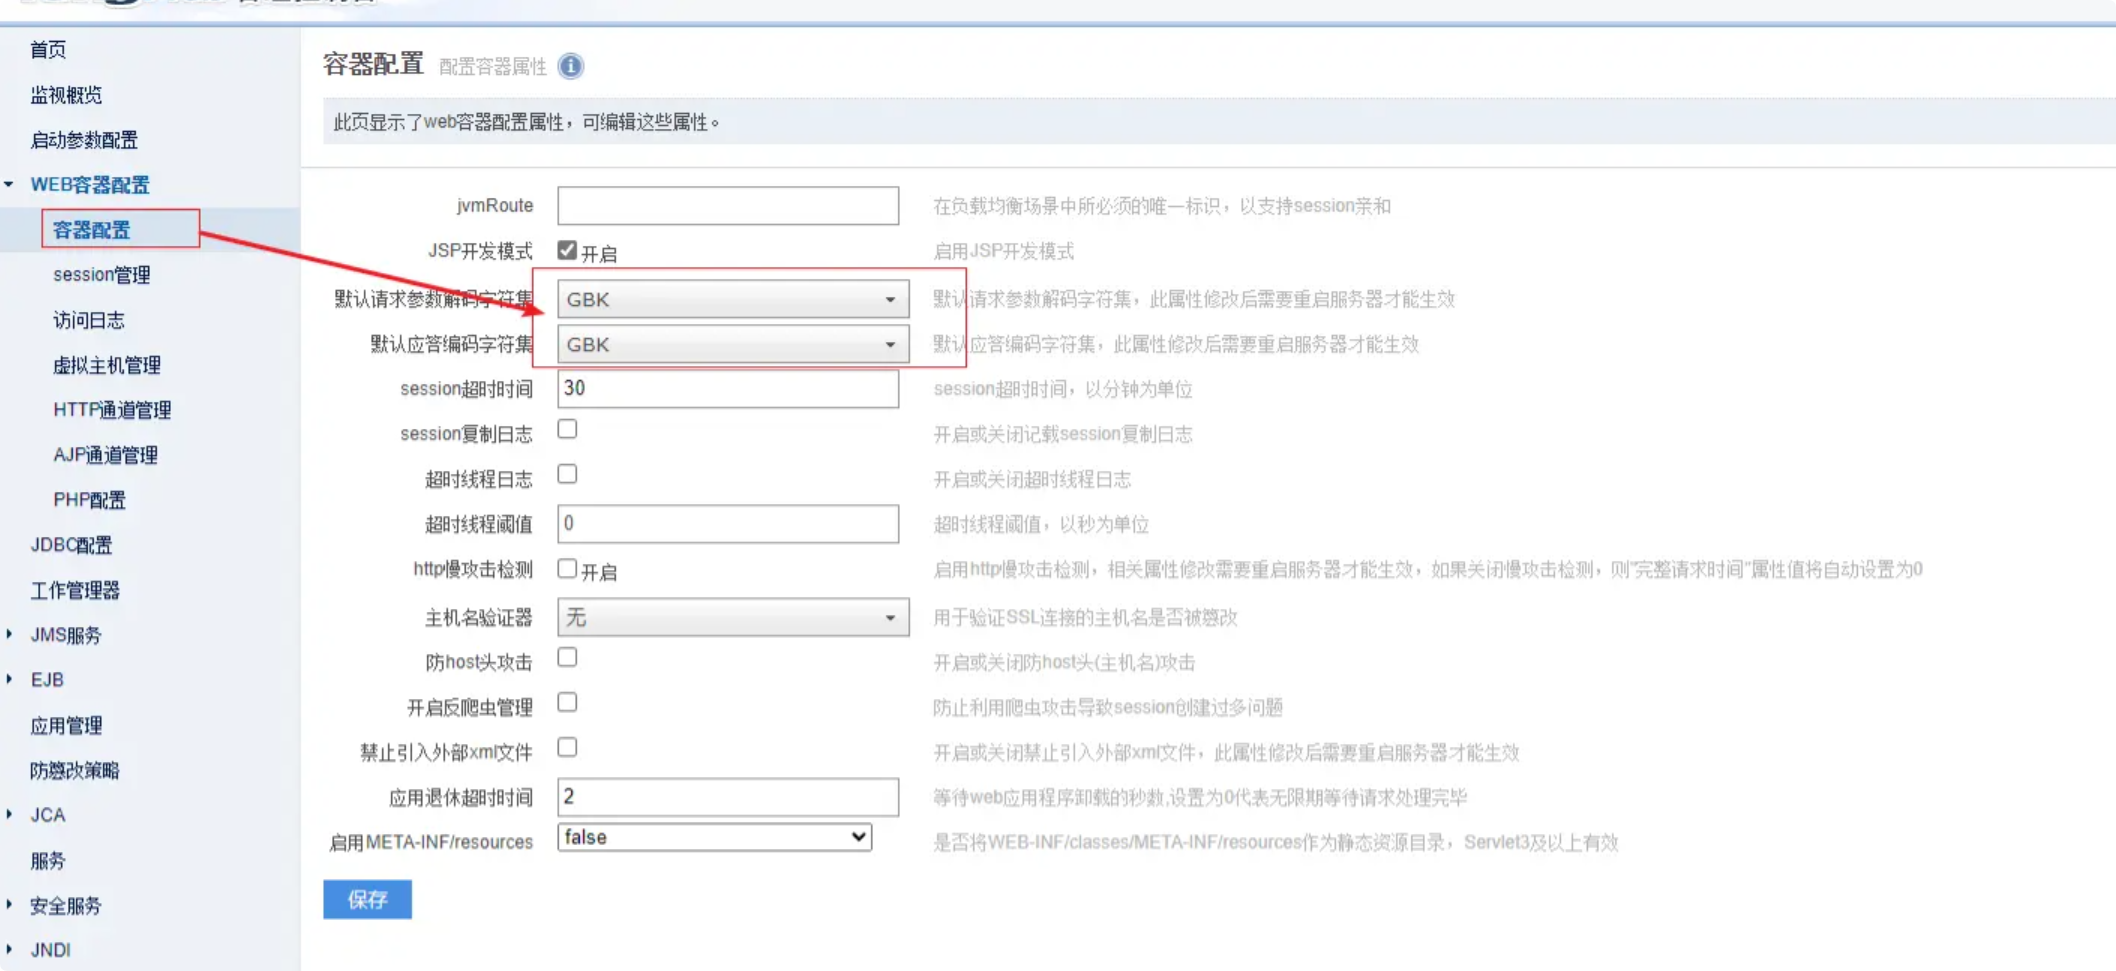 首页
监视概览
启动参数配置
WEB容器配置
容器配置
session管理
访问日志
虚拟主机管理
HTTP通道管理
AJP通道管理
PHP配置
JDBC配置
工作管理器
JMS服务
EJB
应用管理
防篡改策略
JCA
服务
安全服务
JNDI
容器配置 配置容器属性
此页显示了web容器配置属性，可编辑这些属性。
jvmRoute 在负载均衡场景中所必须的唯一标识，以支持session亲和
JSP开发模式 开启 启用JSP开发模式
默认请求参数解码字符集 GBK 默认请求参数解码字符集，此属性修改后需要重启服务器才能生效
默认应答编码字符集 GBK 默认应答编码字符集，此属性修改后需要重启服务器才能生效
session超时时间 30 session超时时间，以分钟为单位
session复制日志 开启或关闭记载session复制日志
超时线程日志 开启或关闭超时线程日志
超时线程阈值 0 超时线程阈值，以秒为单位
http慢攻击检测 开启 启用http慢攻击检测，相关属性修改需要重启服务器才能生效，如果关闭慢攻击检测，则"完整请求时间"属性值将自动设置为0
主机名验证器 无 用于验证SSL连接的主机名是否被篡改
防host头攻击 开启或关闭防host头(主机名)攻击
开启反爬虫管理 防止利用爬虫攻击导致session创建过多问题
禁止引入外部xml文件 开启或关闭禁止引入外部xml文件，此属性修改后需要重启服务器才能生效
应用退休超时时间 2 等待web应用程序卸载的秒数,设置为0代表无限期等待请求处理完毕
启用META-INF/resources false 是否将WEB-INF/classes/META-INF/resources作为静态资源目录，Servlet3及以上有效
保存